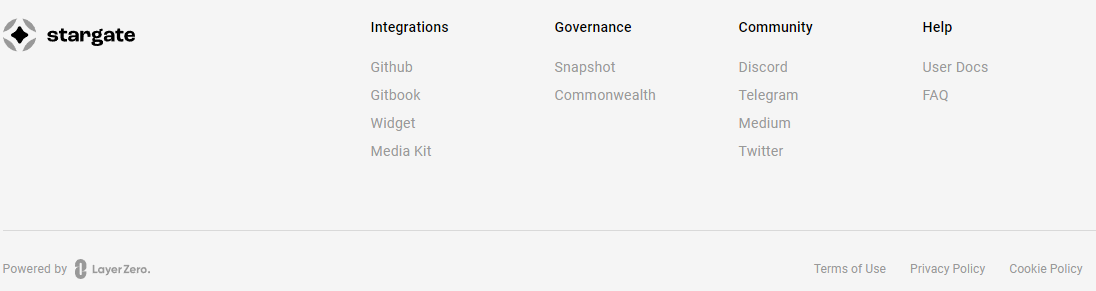 stargate
Integrations
Github
Gitbook
Widget
Media Kit
Governance
Snapshot
Commonwealth
Community
Discord
Telegram
Medium
Twitter
Help
User Docs
FAQ
Powered by LayerZero.
Terms of Use
Privacy Policy
Cookie Policy